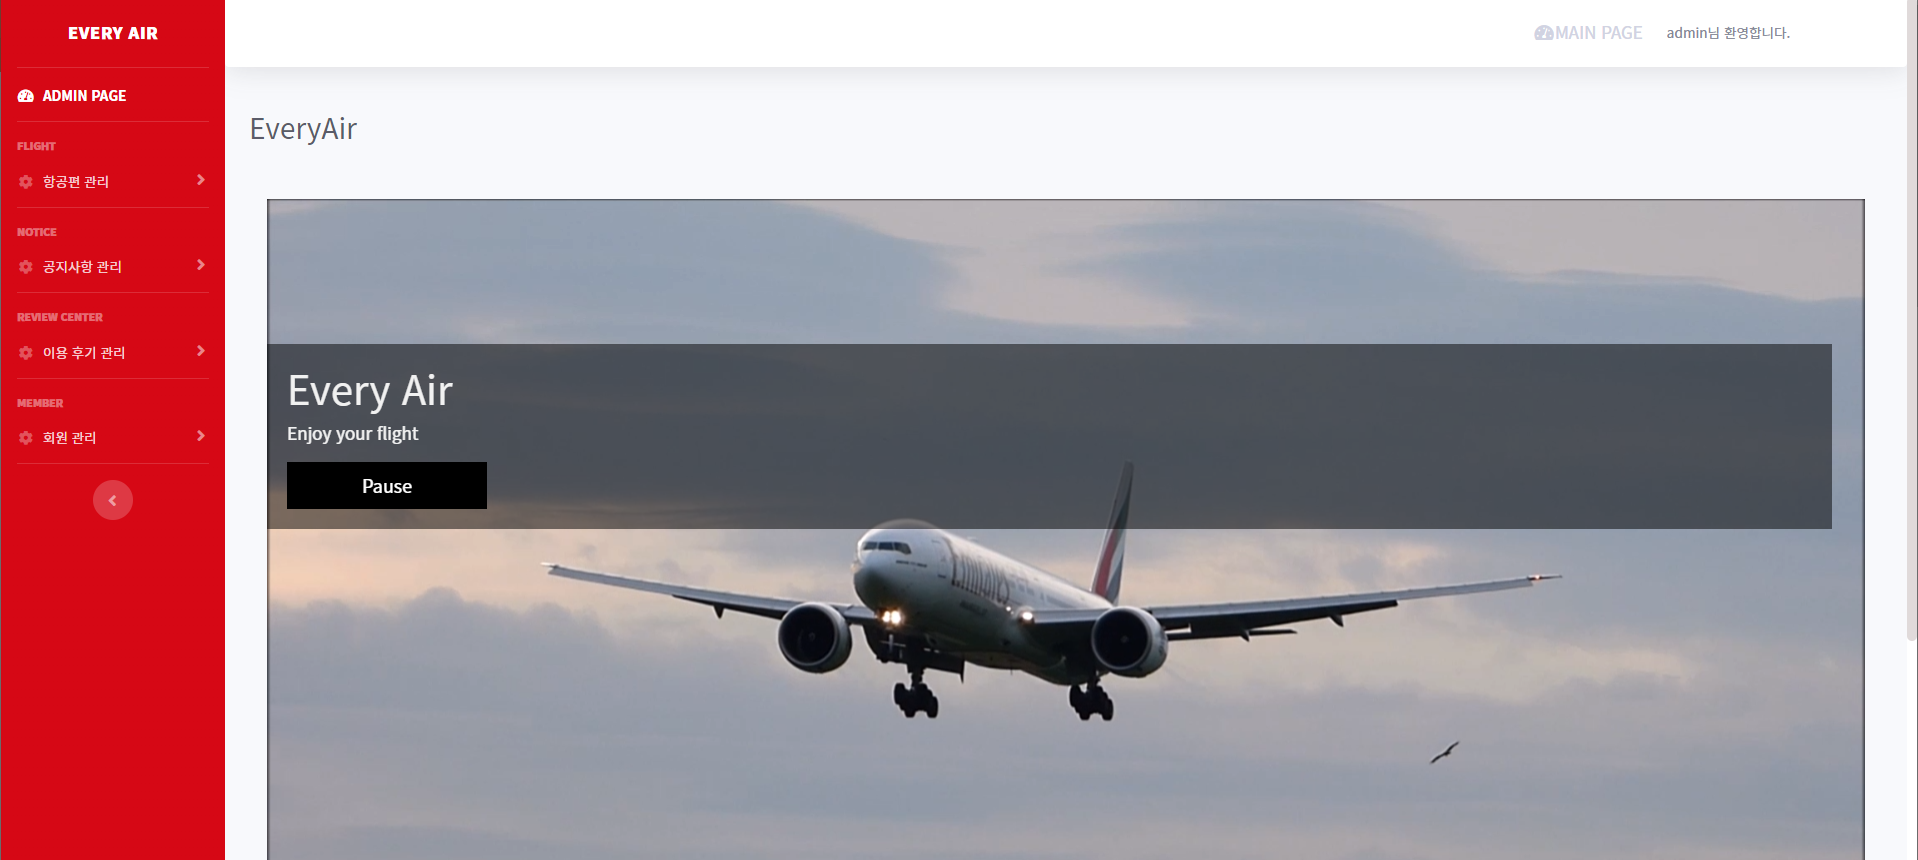 EVERY AIR
ADMIN PAGE
FLIGHT
항공편 관리
NOTICE
공지사항 관리
REVIEW CENTER
이용 후기 관리
MEMBER
회원 관리
MAIN PAGE
admin님 환영합니다.
EveryAir
Every Air
Enjoy your flight
Pause
Emirates